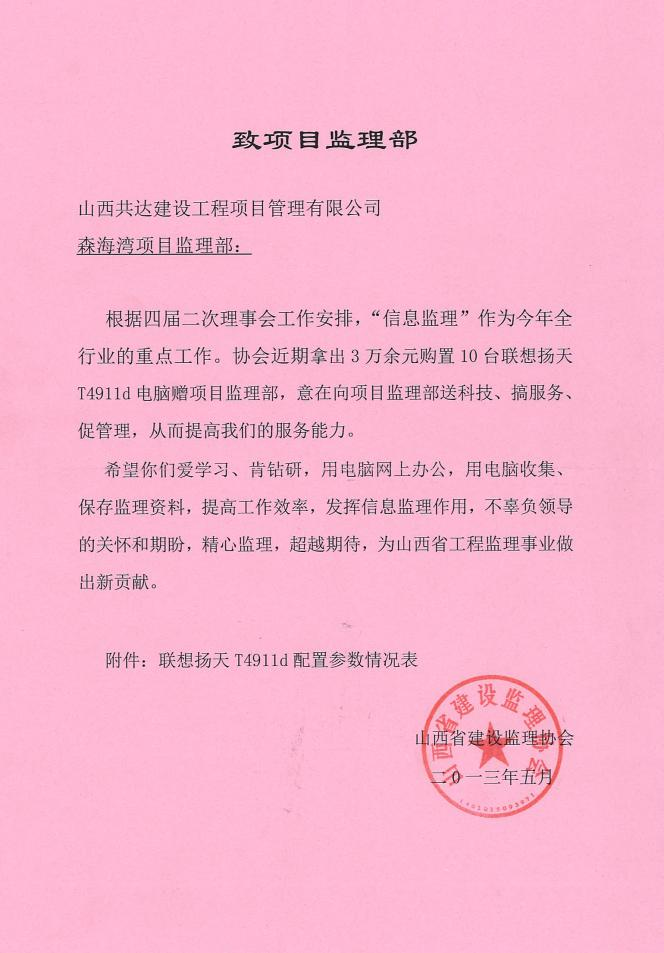 致项目监理部
山西共达建设工程项目管理有限公司
森海湾项目监理部：
根据四届二次理事会工作安排，“信息监理”作为今年全
行业的重点工作。协会近期拿出 3 万余元购置 10 台联想扬天
T4911d 电脑赠项目监理部，意在向项目监理部送科技、搞服务、
促管理，从而提高我们的服务能力。
希望你们爱学习、肯钻研，用电脑网上办公，用电脑收集、
保存监理资料，提高工作效率，发挥信息监理作用，不辜负领导
的关怀和期盼，精心监理，超越期待，为山西省工程监理事业做
出新贡献。
附件：联想扬天 T4911d 配置参数情况表
山西省建设监理协会
山西省建设监理协会
二〇一三年五月